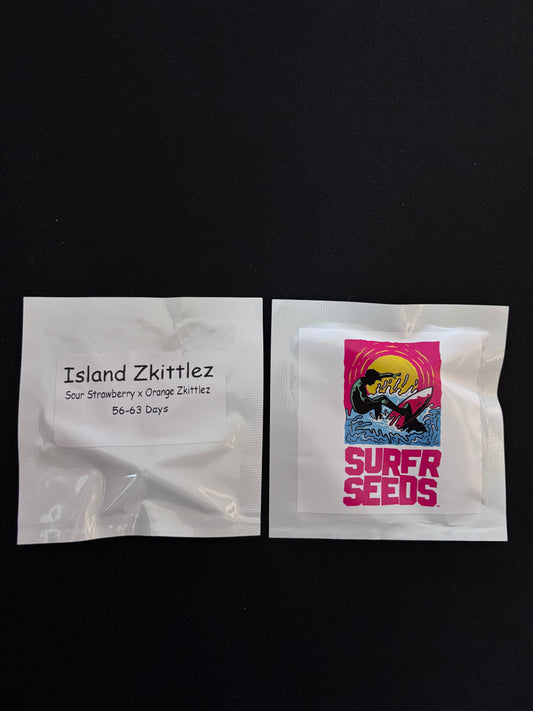 Island Zkittlez
Sour Strawberry x Orange Zkittlez
56-63 Days
SURFR
SEEDS